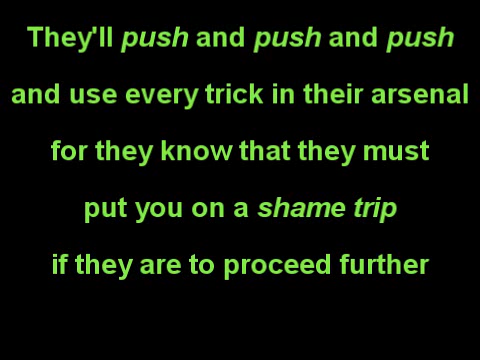 They'll push and push and push
and use every trick in their arsenal
for they know that they must
put you on a shame trip
if they are to proceed further